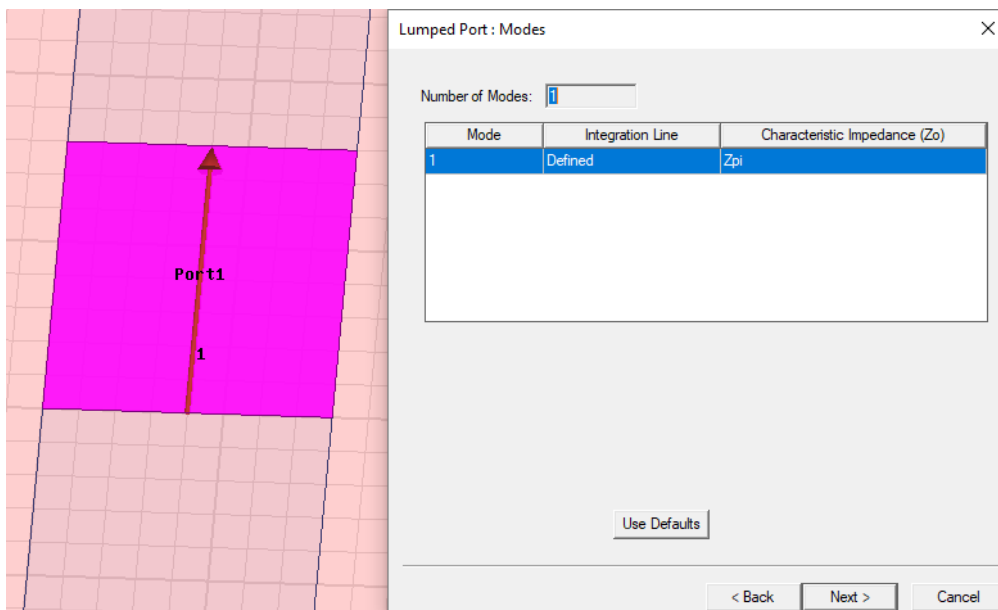 Port1
1
Lumped Port : Modes
Number of Modes: 1
Mode Integration Line Characteristic Impedance (Zo)
1 Defined Zpi
Use Defaults
< Back Next > Cancel